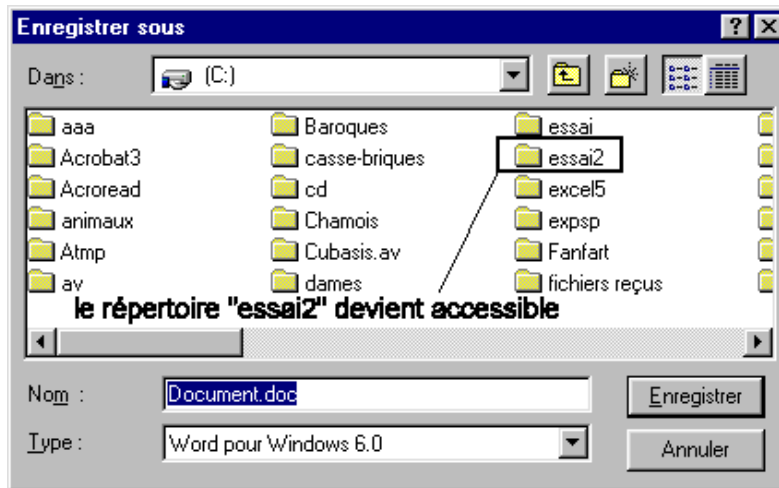 Enregistrer sous
Dans : (C:)
aaa Baroques essai
Acrobat3 casse-briques essai2
Acroread cd excel5
animaux Chamois expsp
Atmp Cubasis.av Fanfart
av dames fichiers reçus
le répertoire "essai2" devient accessible
Nom : Document.doc Enregistrer
Type : Word pour Windows 6.0 Annuler